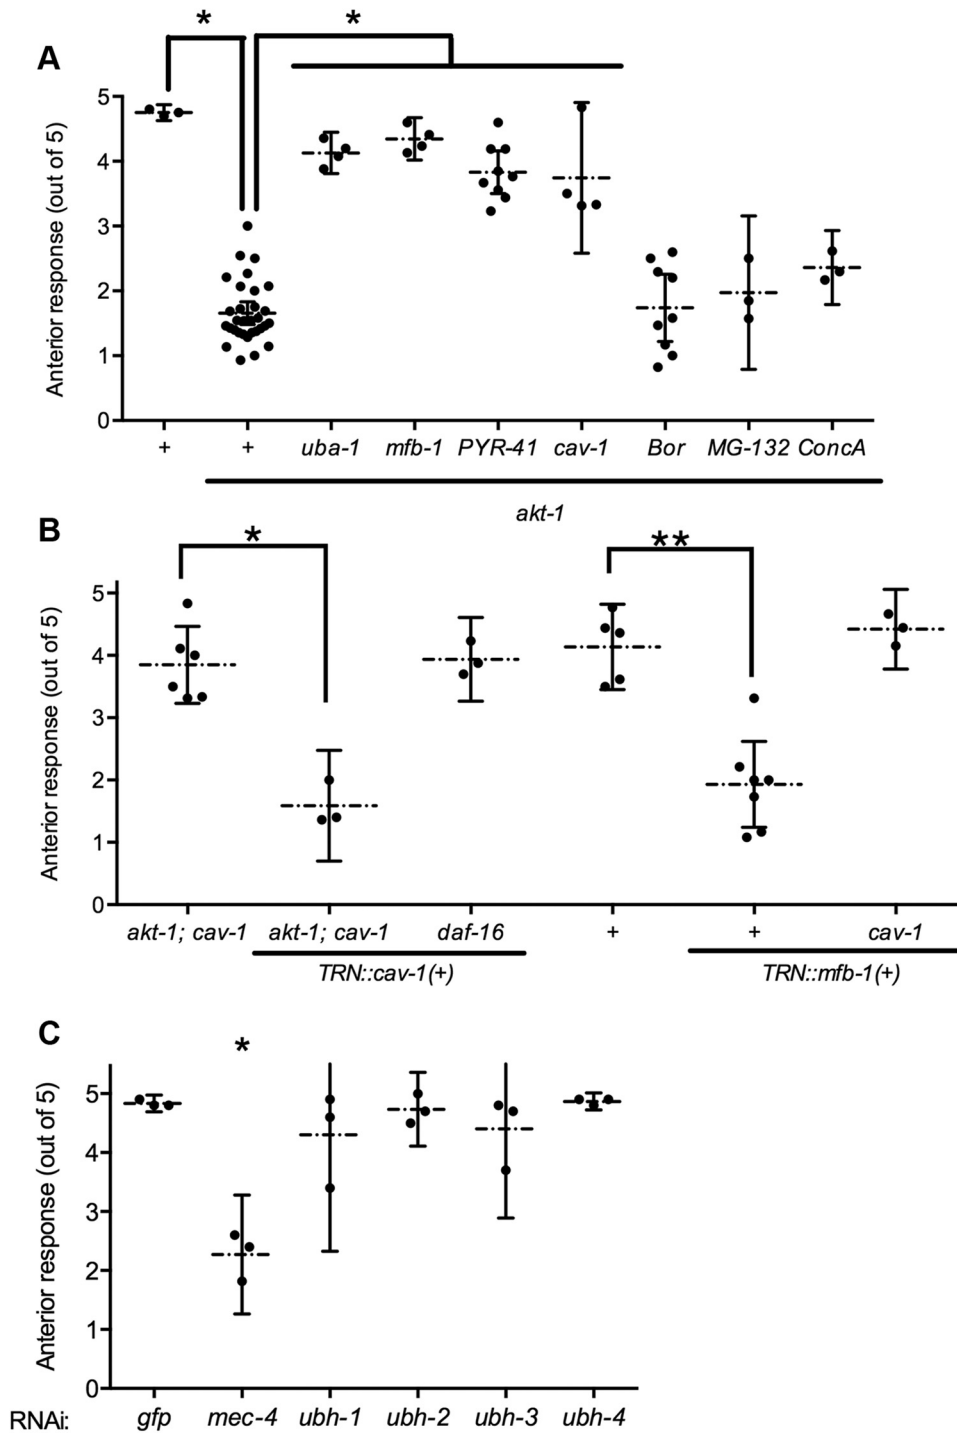 A
* *
Anterior response (out of 5)
5
4
3
2
1
0
+ + uba-1 mfb-1 PYR-41 cav-1 Bor MG-132 ConcA
akt-1
B
* **
Anterior response (out of 5)
5
4
3
2
1
0
akt-1; cav-1 akt-1; cav-1 daf-16 + + cav-1
TRN::cav-1(+) TRN::mfb-1(+)
C
*
Anterior response (out of 5)
5
4
3
2
1
0
RNAi: gfp mec-4 ubh-1 ubh-2 ubh-3 ubh-4